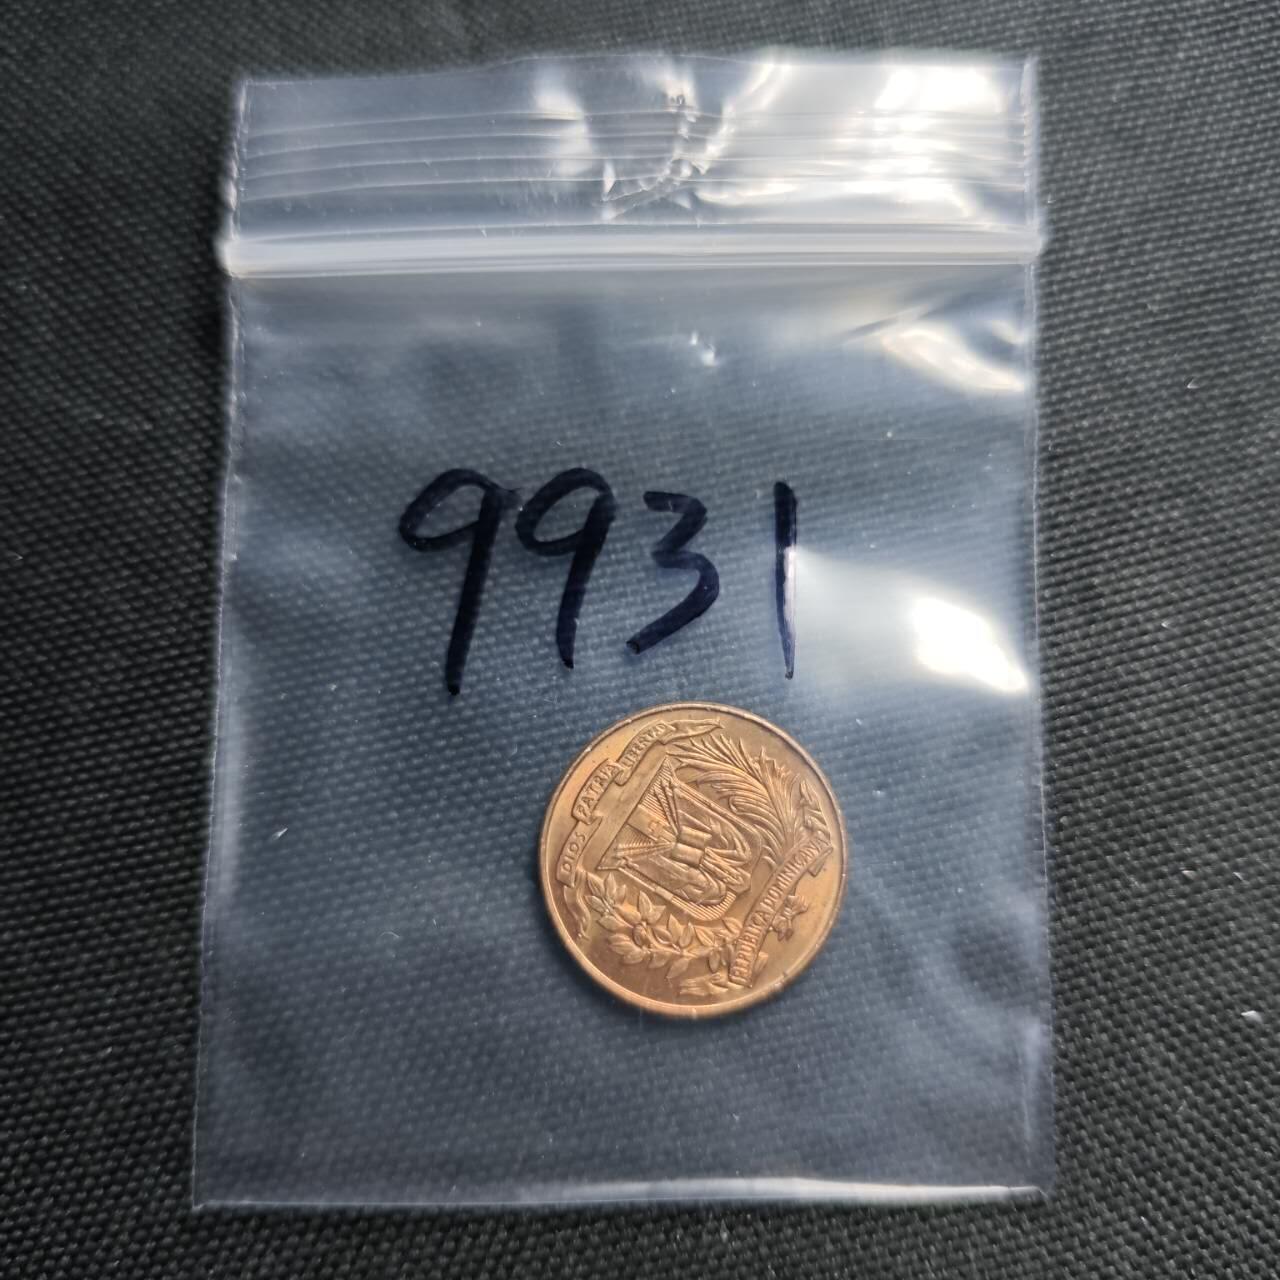 9931
DIOS PATRIA LIBERTAD
REPUBLICA DOMINICANA